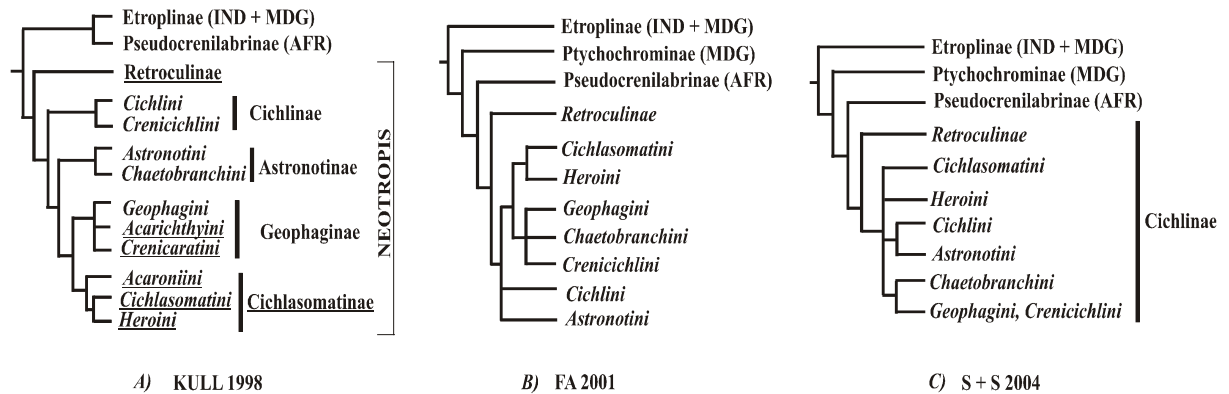 Etroplinae (IND + MDG)
Pseudocrenilabrinae (AFR)
Retroculinae
Cichlini
Crenicichlini
Cichlinae
Astronotini
Chaetobranchini
Astronotinae
Geophagini
Acarichthyini
Crenicaratini
Geophaginae
Acaroniini
Cichlasomatini
Heroini
Cichlasomatinae
NEOTROPIS
A) KULL 1998
Etroplinae (IND + MDG)
Ptychochrominae (MDG)
Pseudocrenilabrinae (AFR)
Retroculinae
Cichlasomatini
Heroini
Geophagini
Chaetobranchini
Crenicichlini
Cichlini
Astronotini
B) FA 2001
Etroplinae (IND + MDG)
Ptychochrominae (MDG)
Pseudocrenilabrinae (AFR)
Retroculinae
Cichlasomatini
Heroini
Cichlini
Astronotini
Chaetobranchini
Geophagini, Crenicichlini
Cichlinae
C) S + S 2004